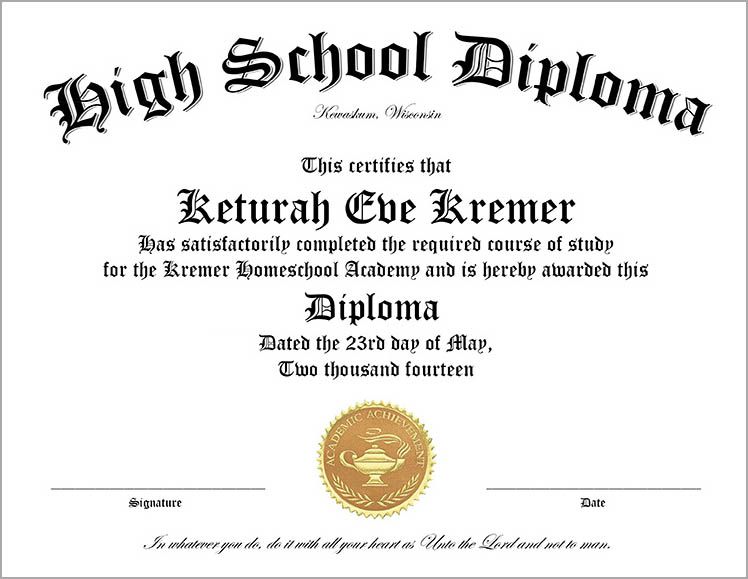 High School Diploma
Kewaskum, Wisconsin
This certifies that
Keturah Eve Kremer
Has satisfactorily completed the required course of study
for the Kremer Homeschool Academy and is hereby awarded this
Diploma
Dated the 23rd day of May,
Two thousand fourteen
ACADEMIC ACHIEVEMENT
Signature
Date
In whatever you do, do it with all your heart as Unto the Lord and not to man.